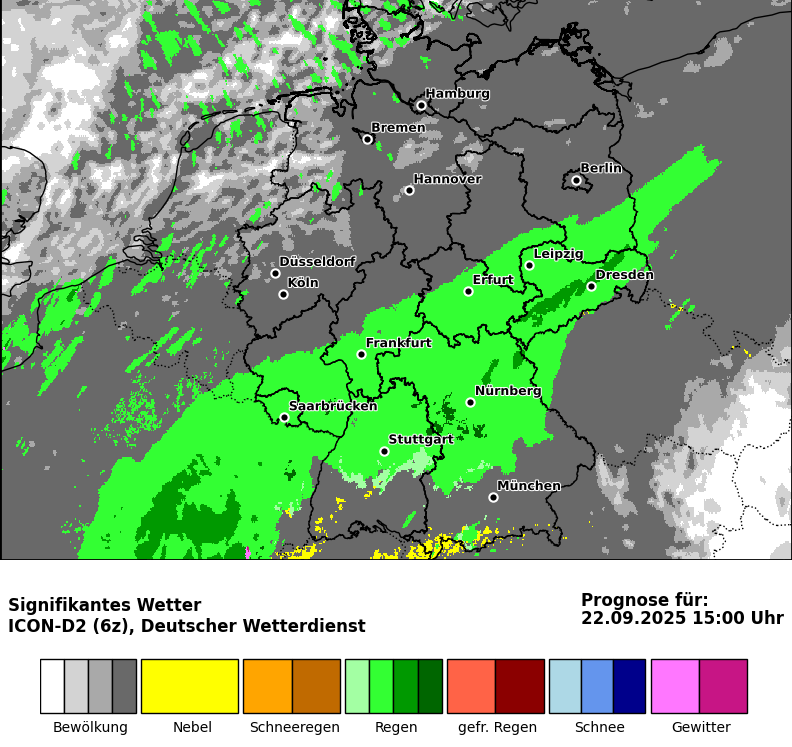 Hamburg
Bremen
Berlin
Hannover
Leipzig
Düsseldorf
Dresden
Köln
Erfurt
Frankfurt
Nürnberg
Saarbrücken
Stuttgart
München
Signifikantes Wetter
ICON-D2 (6z), Deutscher Wetterdienst
Prognose für:
22.09.2025 15:00 Uhr
Bewölkung Nebel Schneeregen Regen gefr. Regen Schnee Gewitter